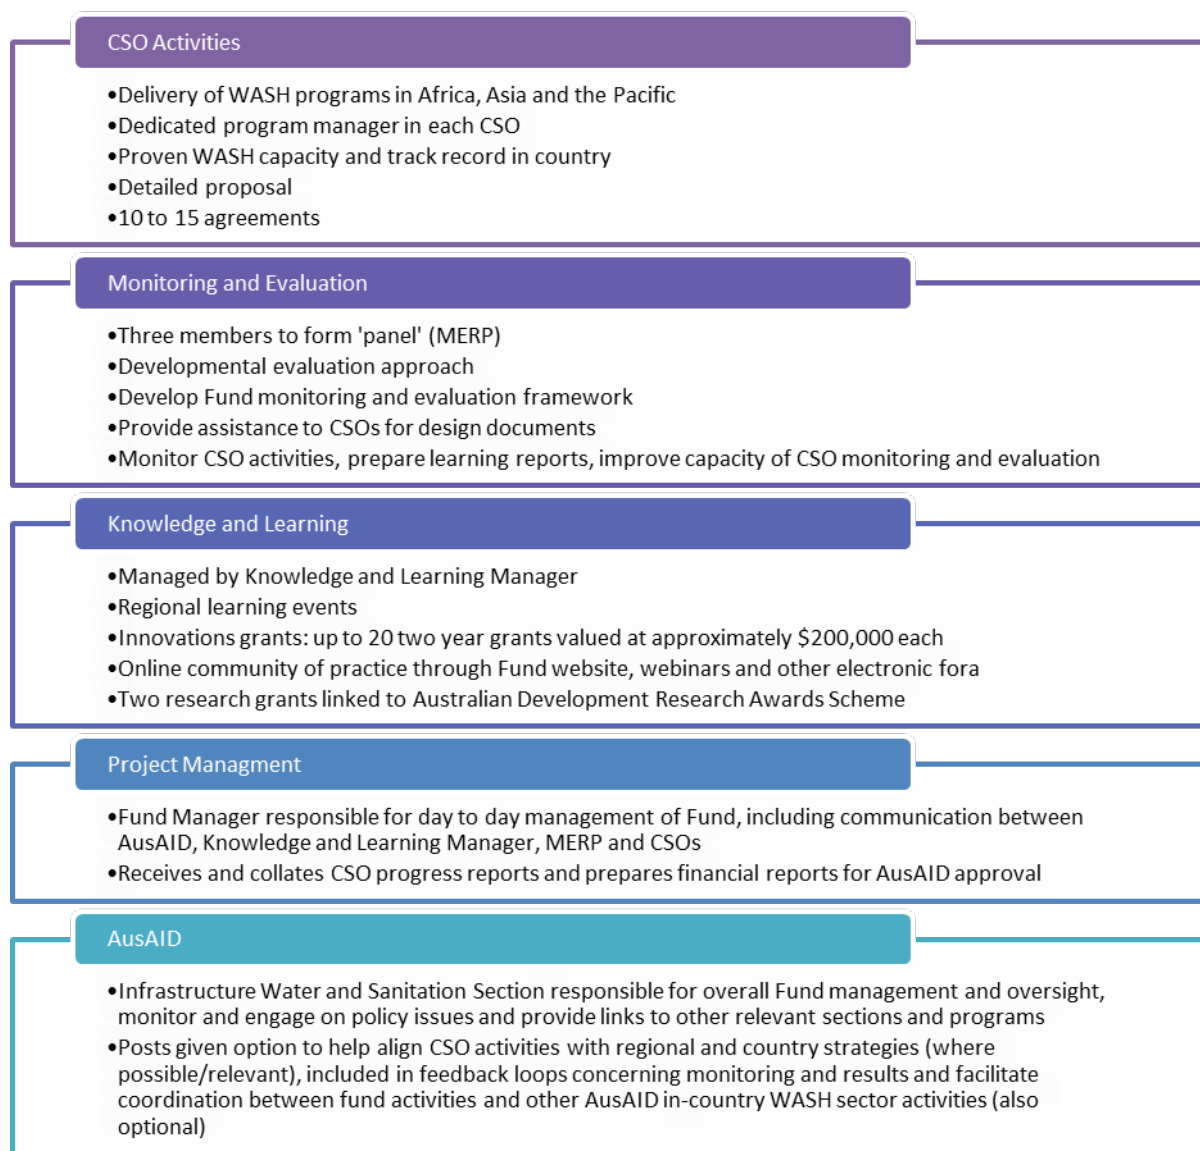 CSO Activities
•Delivery of WASH programs in Africa, Asia and the Pacific
•Dedicated program manager in each CSO
•Proven WASH capacity and track record in country
•Detailed proposal
•10 to 15 agreements
Monitoring and Evaluation
•Three members to form 'panel' (MERP)
•Developmental evaluation approach
•Develop Fund monitoring and evaluation framework
•Provide assistance to CSOs for design documents
•Monitor CSO activities, prepare learning reports, improve capacity of CSO monitoring and evaluation
Knowledge and Learning
•Managed by Knowledge and Learning Manager
•Regional learning events
•Innovations grants: up to 20 two year grants valued at approximately $200,000 each
•Online community of practice through Fund website, webinars and other electronic fora
•Two research grants linked to Australian Development Research Awards Scheme
Project Managment
•Fund Manager responsible for day to day management of Fund, including communication between
AusAID, Knowledge and Learning Manager, MERP and CSOs
•Receives and collates CSO progress reports and prepares financial reports for AusAID approval
AusAID
•Infrastructure Water and Sanitation Section responsible for overall Fund management and oversight,
monitor and engage on policy issues and provide links to other relevant sections and programs
•Posts given option to help align CSO activities with regional and country strategies (where
possible/relevant), included in feedback loops concerning monitoring and results and facilitate
coordination between fund activities and other AusAID in-country WASH sector activities (also
optional)